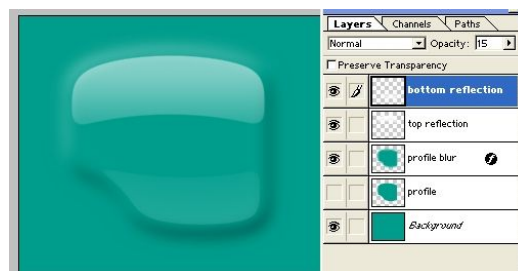 Layers Channels Paths
Normal Opacity: 15
Preserve Transparency
bottom reflection
top reflection
profile blur
profile
Background